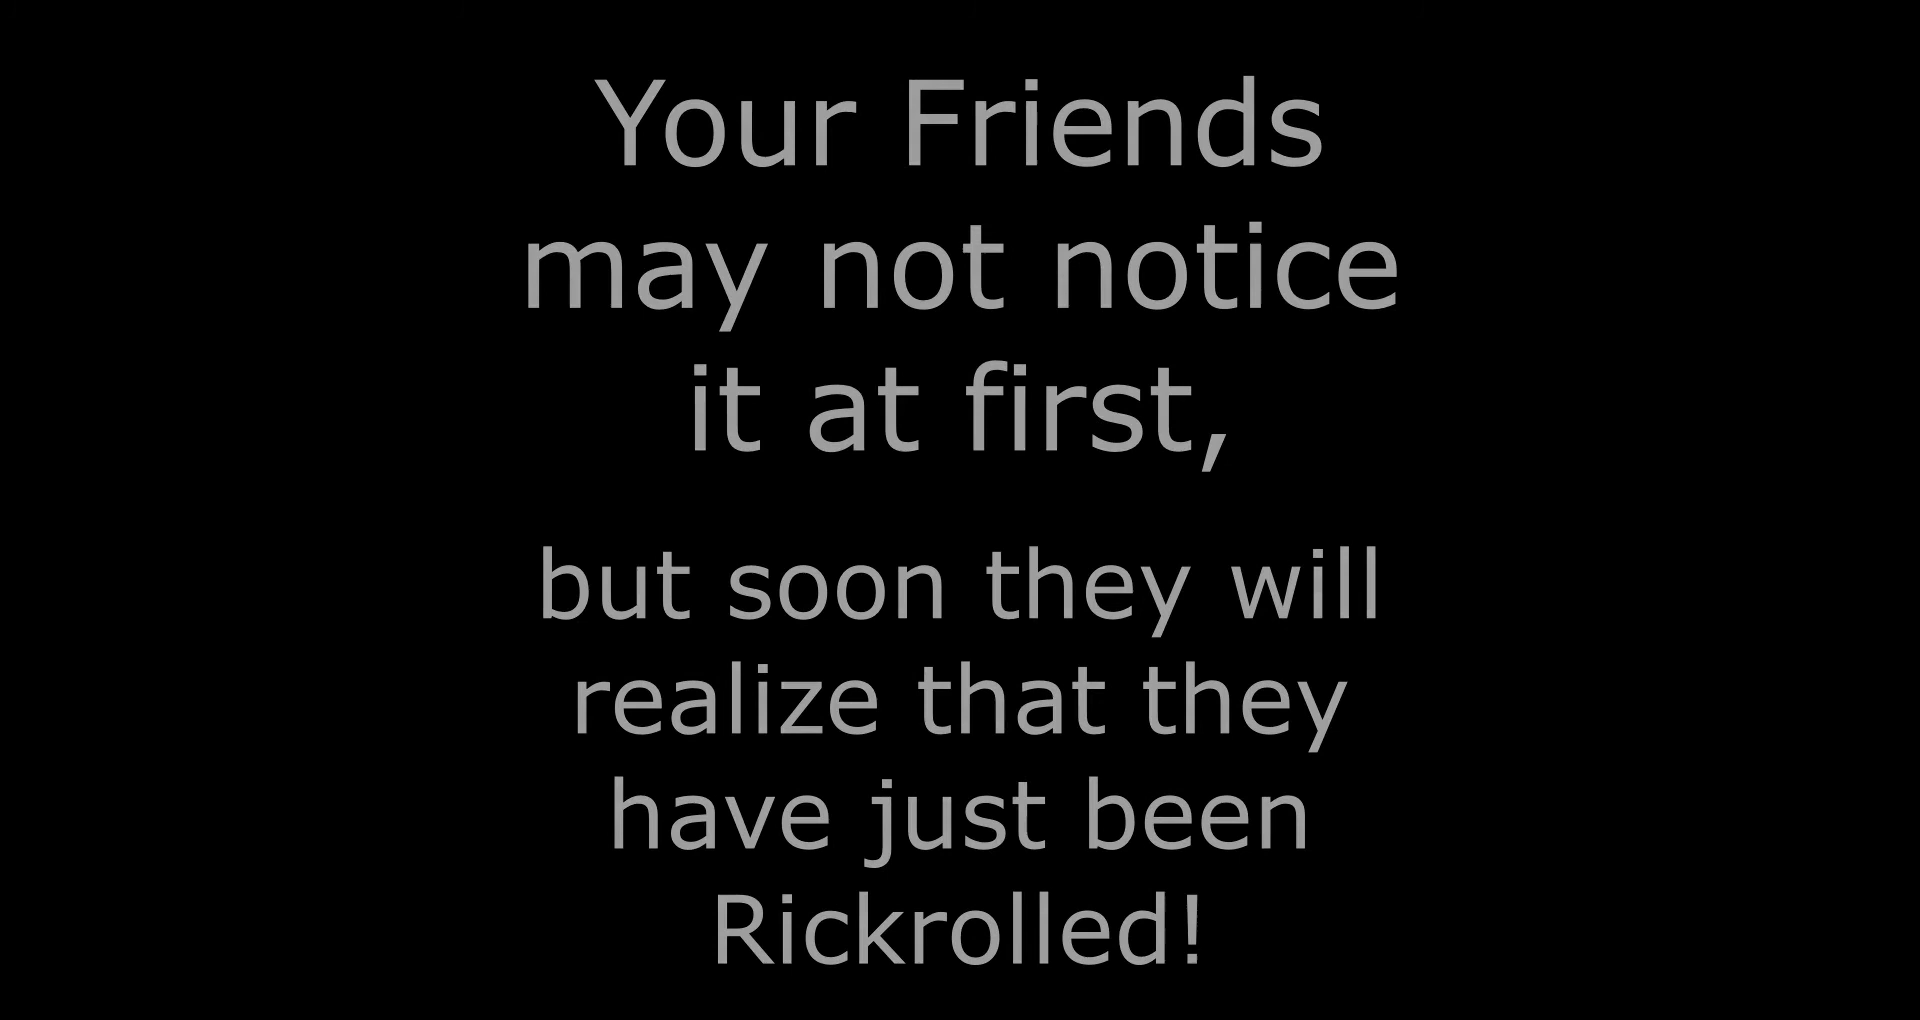 Your Friends
may not notice
it at first,
but soon they will
realize that they
have just been
Rickrolled!